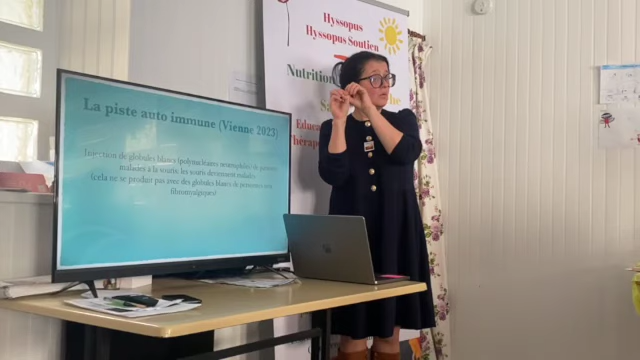 La piste auto immune (Vienne 2023)
Injection de globules blancs (polynucléaires neutrophiles) de patients
malades à la souris: les souris deviennent malades
(cela ne se produit pas avec des globules blancs de personnes non
fibromyalgiques)
Hyssopus
Hyssopus Soutien
Nutrition